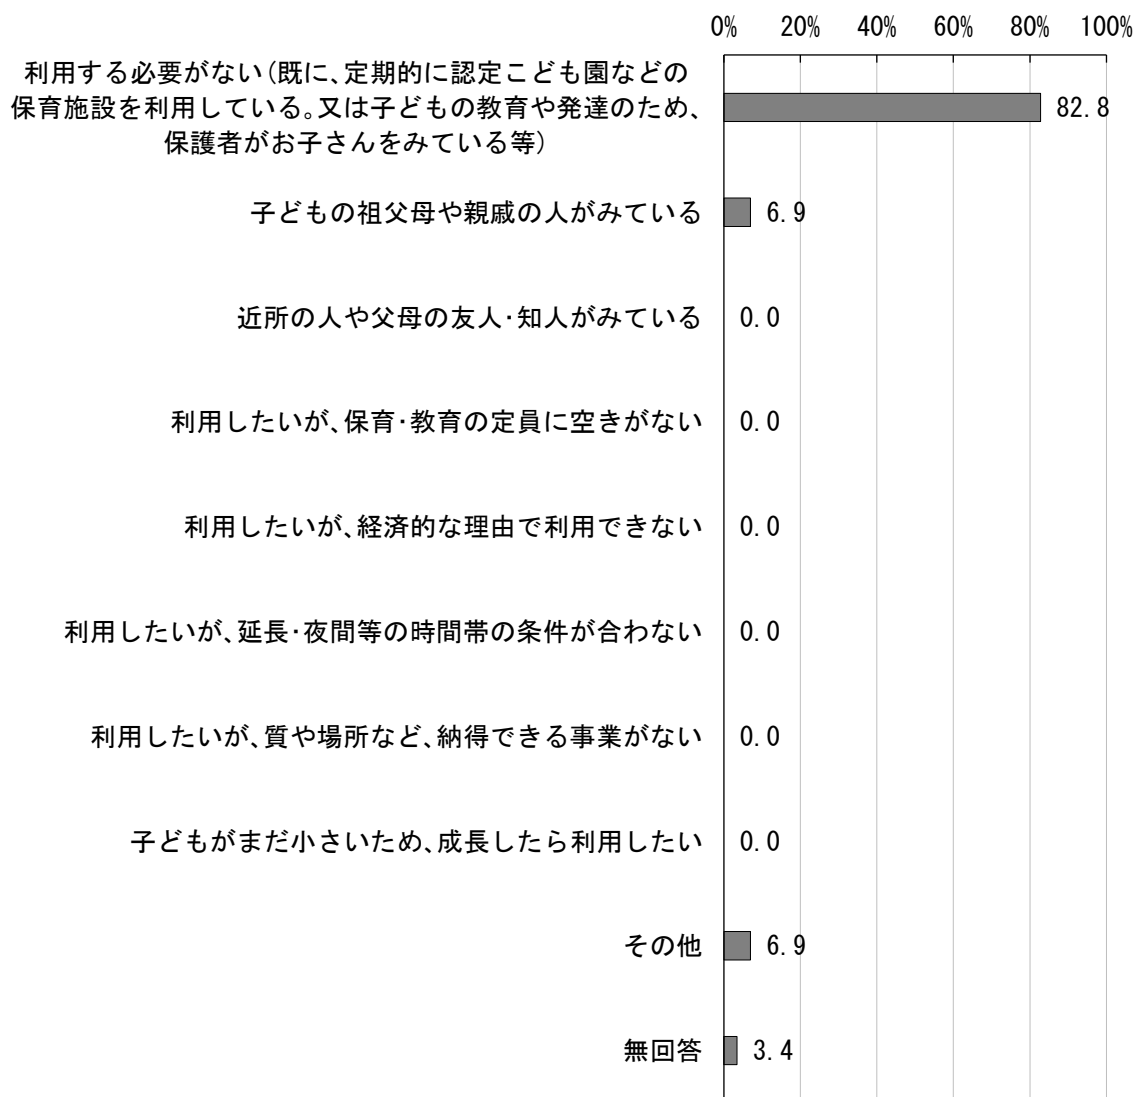 0% 20% 40% 60% 80% 100%
利用する必要がない(既に、定期的に認定こども園などの
保育施設を利用している。又は子どもの教育や発達のため、
保護者がお子さんをみている等)
82.8
子どもの祖父母や親戚の人がみている 6.9
近所の人や父母の友人・知人がみている 0.0
利用したいが、保育・教育の定員に空きがない 0.0
利用したいが、経済的な理由で利用できない 0.0
利用したいが、延長・夜間等の時間帯の条件が合わない 0.0
利用したいが、質や場所など、納得できる事業がない 0.0
子どもがまだ小さいため、成長したら利用したい 0.0
その他 6.9
無回答 3.4